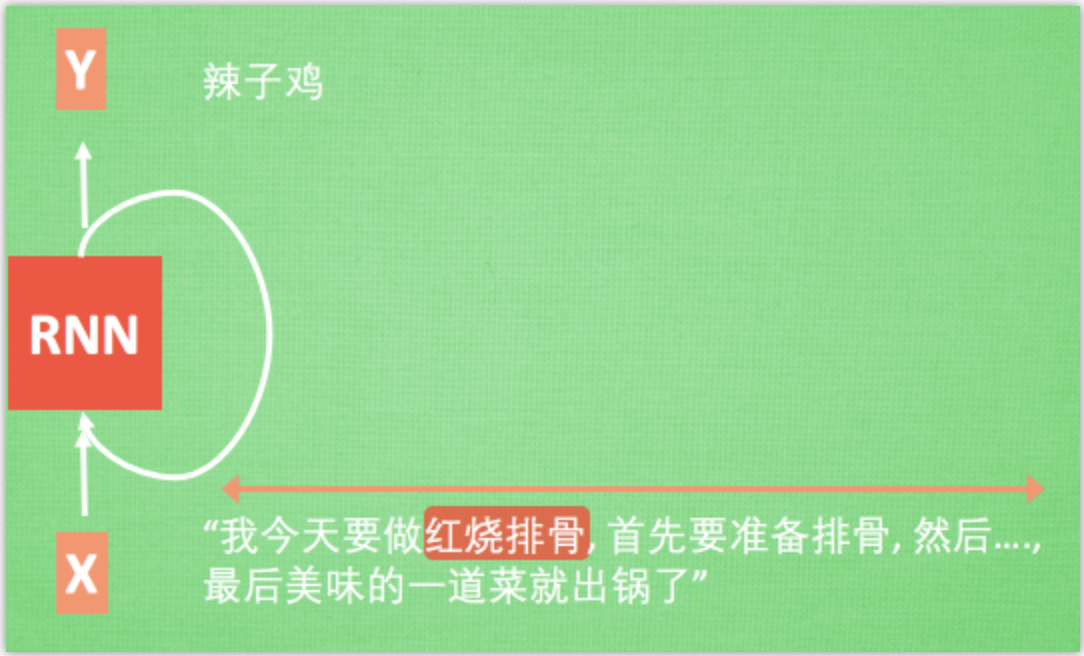 Y
辣子鸡
RNN
X
“我今天要做红烧排骨, 首先要准备排骨, 然后....,
最后美味的一道菜就出锅了”